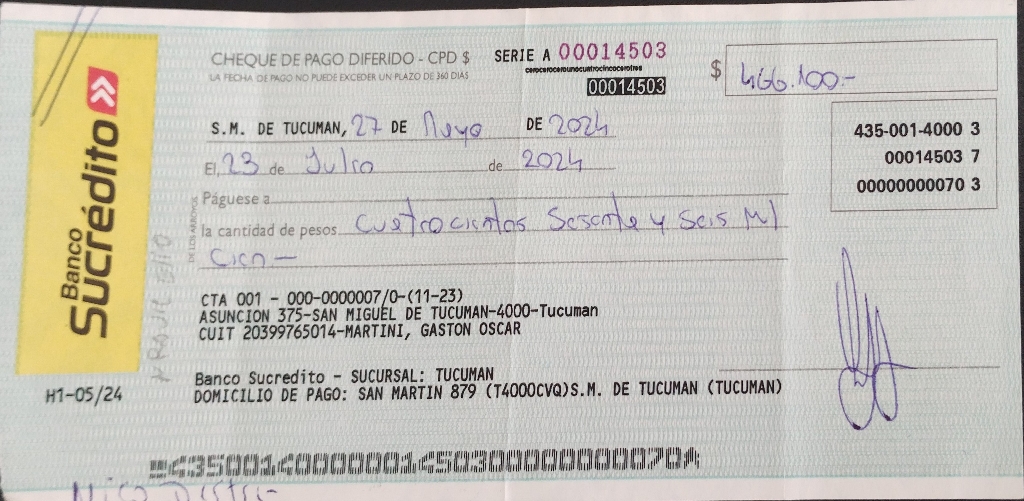 Banco
Sucrédito
H1-05/24
CHEQUE DE PAGO DIFERIDO - CPD $
LA FECHA DE PAGO NO PUEDE EXCEDER UN PLAZO DE 360 DIAS
SERIE A 00014503
cerocerocerounocuatrocincocerotres
00014503
$ 466.100.-
S.M. DE TUCUMAN, 27 DE Mayo DE 2024
El, 23 de Julio de 2024
435-001-4000 3
00014503 7
00000000070 3
Páguese a
la cantidad de pesos Cuatrocientos Sesenta y Seis Mil
Cien —
DE LOS ARROYOS
CTA 001 - 000-0000007/0-(11-23)
ASUNCION 375-SAN MIGUEL DE TUCUMAN-4000-Tucuman
CUIT 20399765014-MARTINI, GASTON OSCAR
Banco Sucredito - SUCURSAL: TUCUMAN
DOMICILIO DE PAGO: SAN MARTIN 879 (T4000CVQ)S.M. DE TUCUMAN (TUCUMAN)